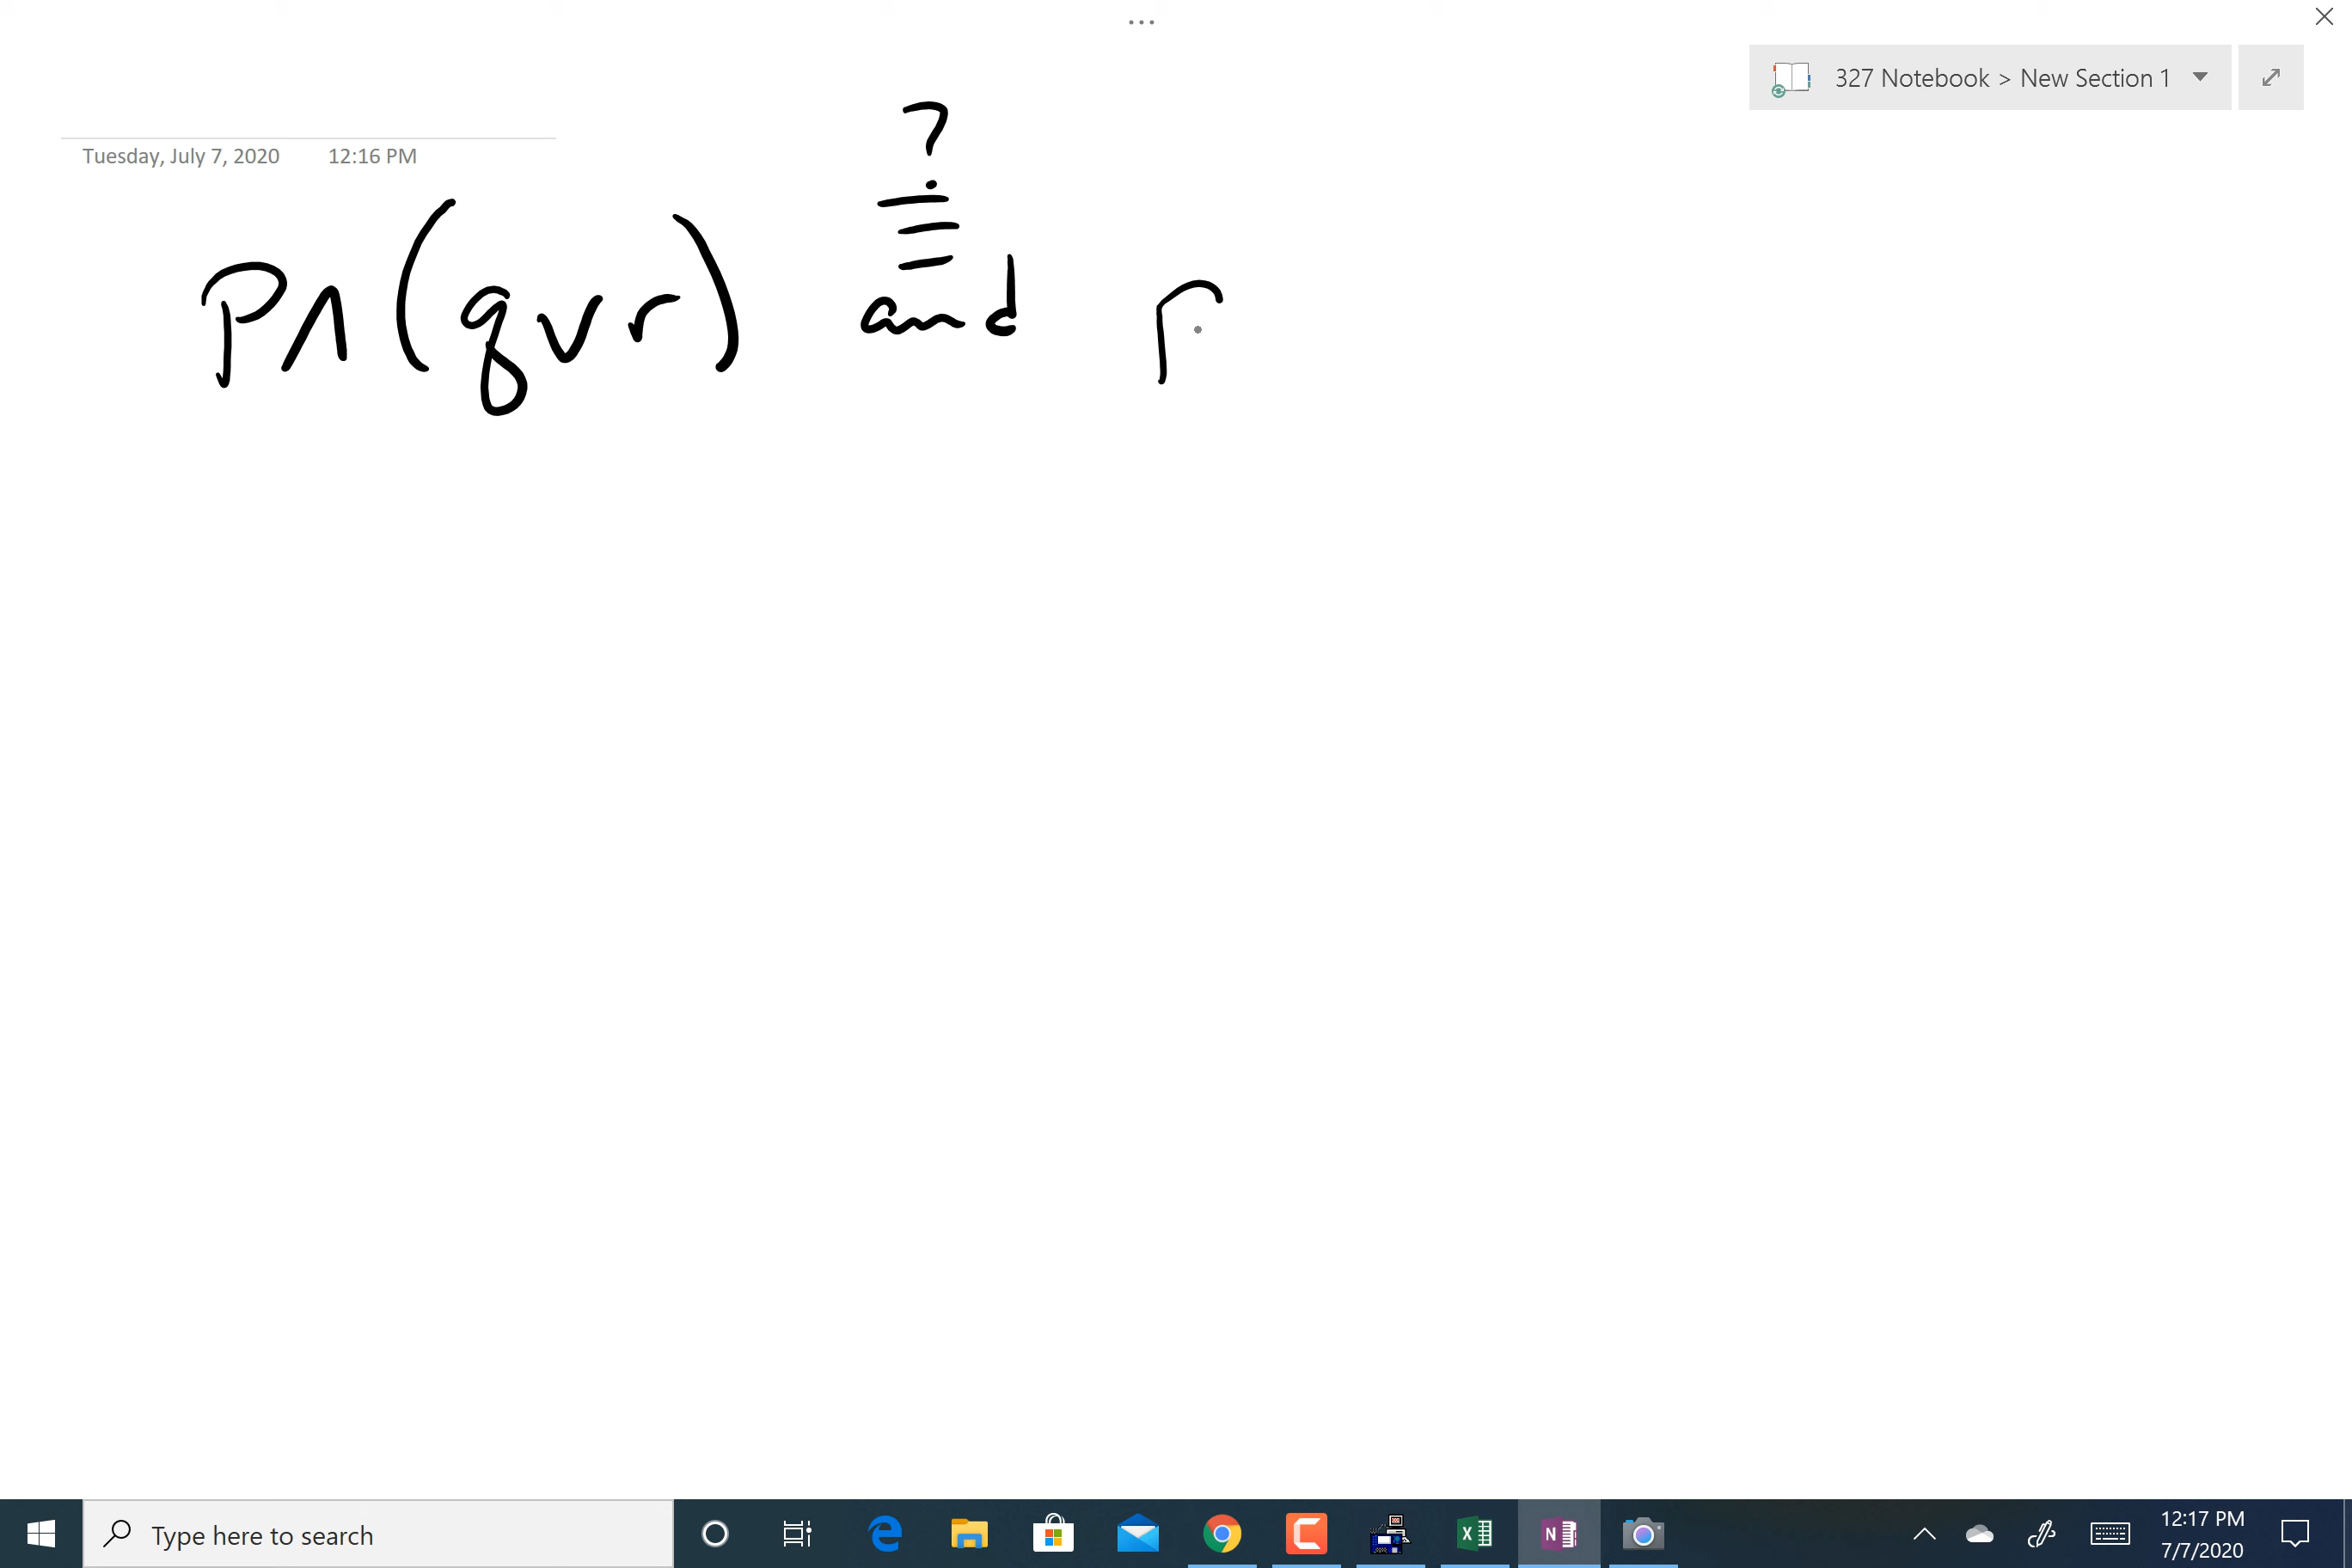 327 Notebook > New Section 1
Tuesday, July 7, 2020 12:16 PM
?
≡
p∧(q∨r) and
Type here to search
12:17 PM
7/7/2020